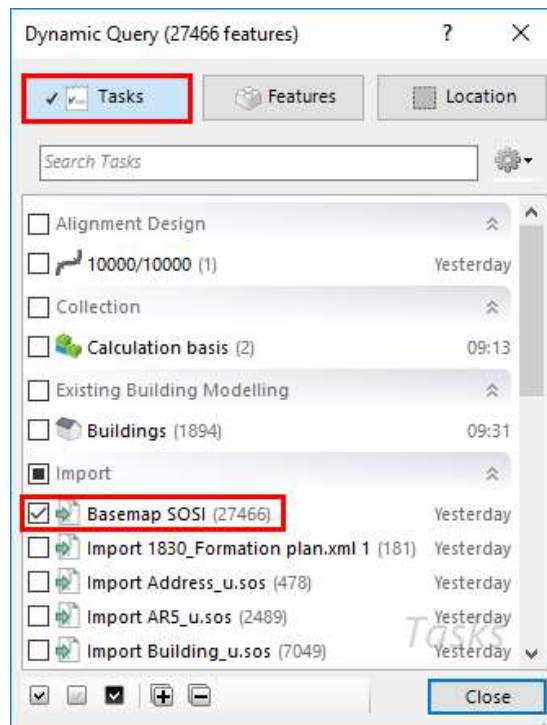 Dynamic Query (27466 features) ? ✕
Tasks Features Location
Search Tasks
Alignment Design
10000/10000 (1) Yesterday
Collection
Calculation basis (2) 09:13
Existing Building Modelling
Buildings (1894) 09:31
Import
Basemap SOSI (27466) Yesterday
Import 1830_Formation plan.xml 1 (181) Yesterday
Import Address_u.sos (478) Yesterday
Import AR5_u.sos (2489) Yesterday
Import Building_u.sos (7049) Yesterday
Tasks
Close